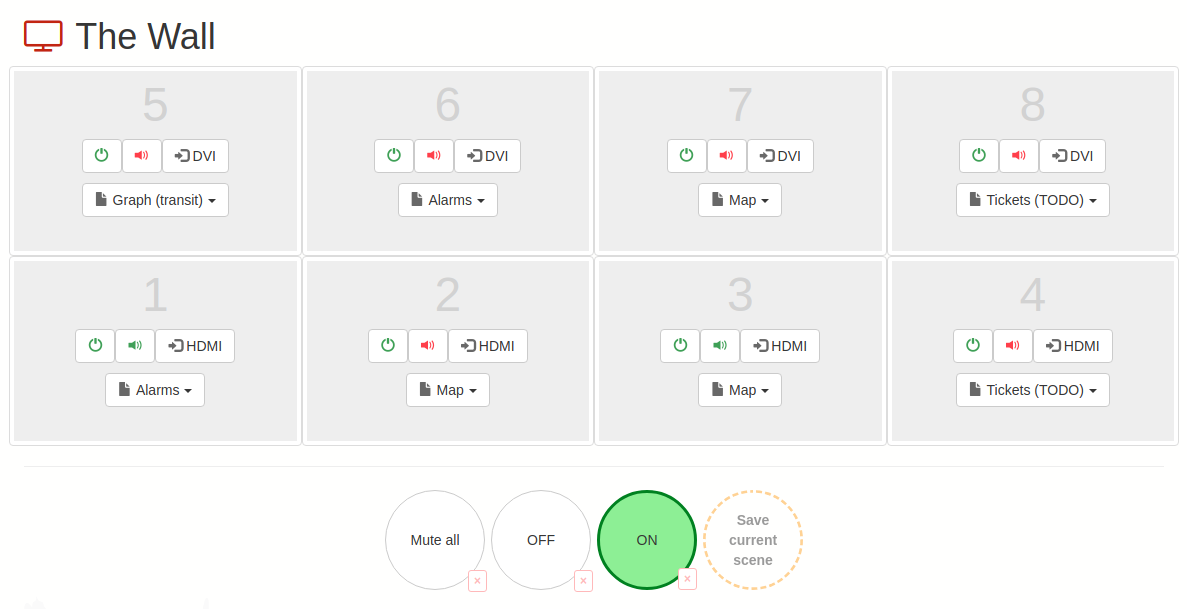 The Wall
5 6 7 8
DVI DVI DVI DVI
Graph (transit) Alarms Map Tickets (TODO)
1 2 3 4
HDMI HDMI HDMI HDMI
Alarms Map Map Tickets (TODO)
Mute all OFF ON Save
current
scene
x x x